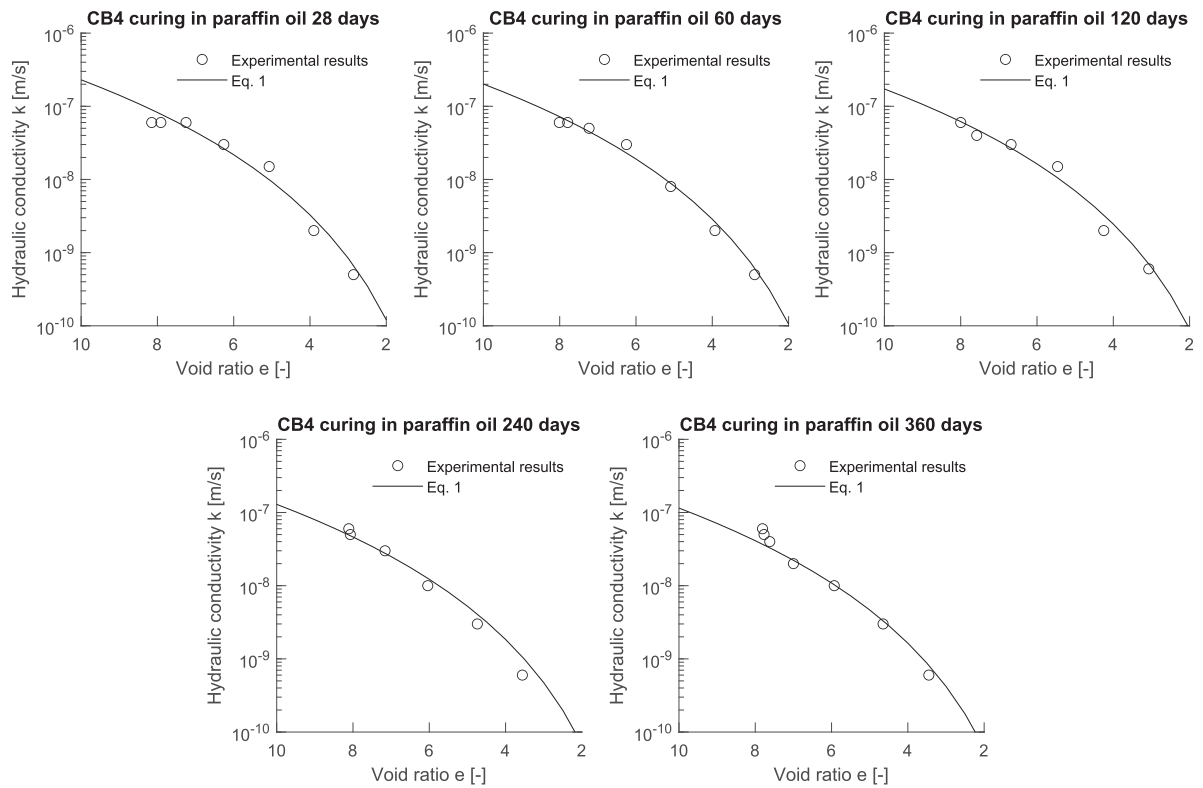 CB4 curing in paraffin oil 28 days
10-6
Experimental results
Eq. 1
10-7
10-8
10-9
10-10
Hydraulic conductivity k [m/s]
10 8 6 4 2
Void ratio e [-]
CB4 curing in paraffin oil 60 days
10-6
Experimental results
Eq. 1
10-7
10-8
10-9
10-10
Hydraulic conductivity k [m/s]
10 8 6 4 2
Void ratio e [-]
CB4 curing in paraffin oil 120 days
10-6
Experimental results
Eq. 1
10-7
10-8
10-9
10-10
Hydraulic conductivity k [m/s]
10 8 6 4 2
Void ratio e [-]
CB4 curing in paraffin oil 240 days
10-6
Experimental results
Eq. 1
10-7
10-8
10-9
10-10
Hydraulic conductivity k [m/s]
10 8 6 4 2
Void ratio e [-]
CB4 curing in paraffin oil 360 days
10-6
Experimental results
Eq. 1
10-7
10-8
10-9
10-10
Hydraulic conductivity k [m/s]
10 8 6 4 2
Void ratio e [-]